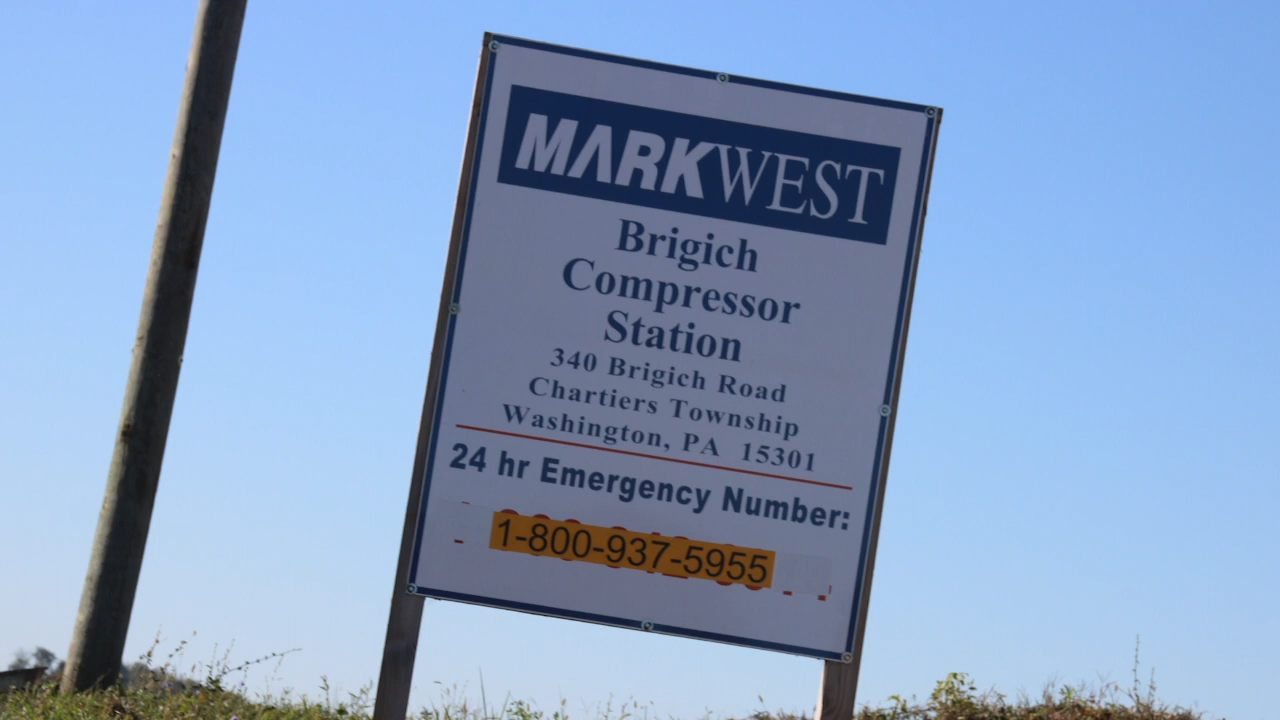 MARKWEST
Brigich
Compressor
Station
340 Brigich Road
Chartiers Township
Washington, PA 15301
24 hr Emergency Number:
1-800-937-5955